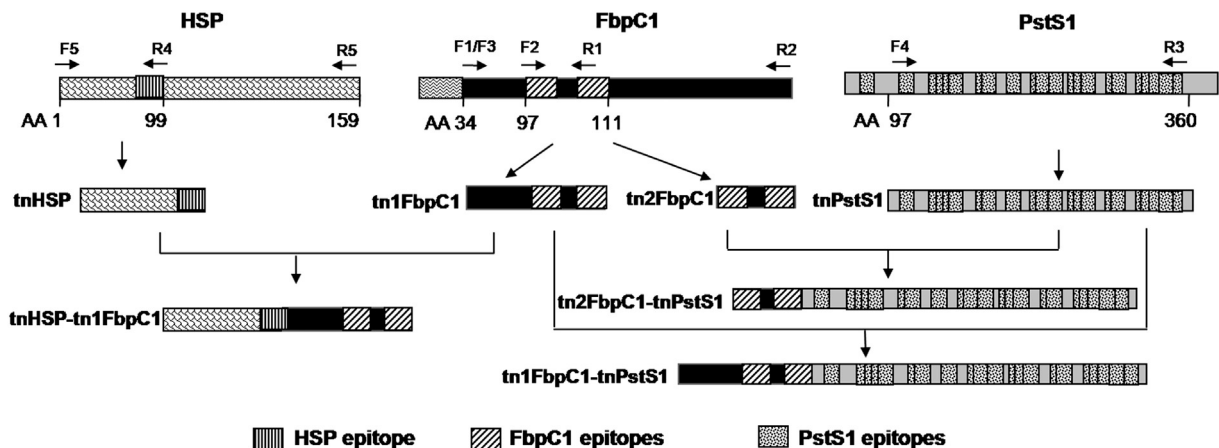 HSP FbpC1 PstS1
F5 R4 R5 F1/F3 F2 R1 R2 F4 R3
AA 1 99 159 AA 34 97 111 AA 97 360
tnHSP tn1FbpC1 tn2FbpC1 tnPstS1
tn2FbpC1-tnPstS1
tnHSP-tn1FbpC1
tn1FbpC1-tnPstS1
HSP epitope FbpC1 epitopes PstS1 epitopes